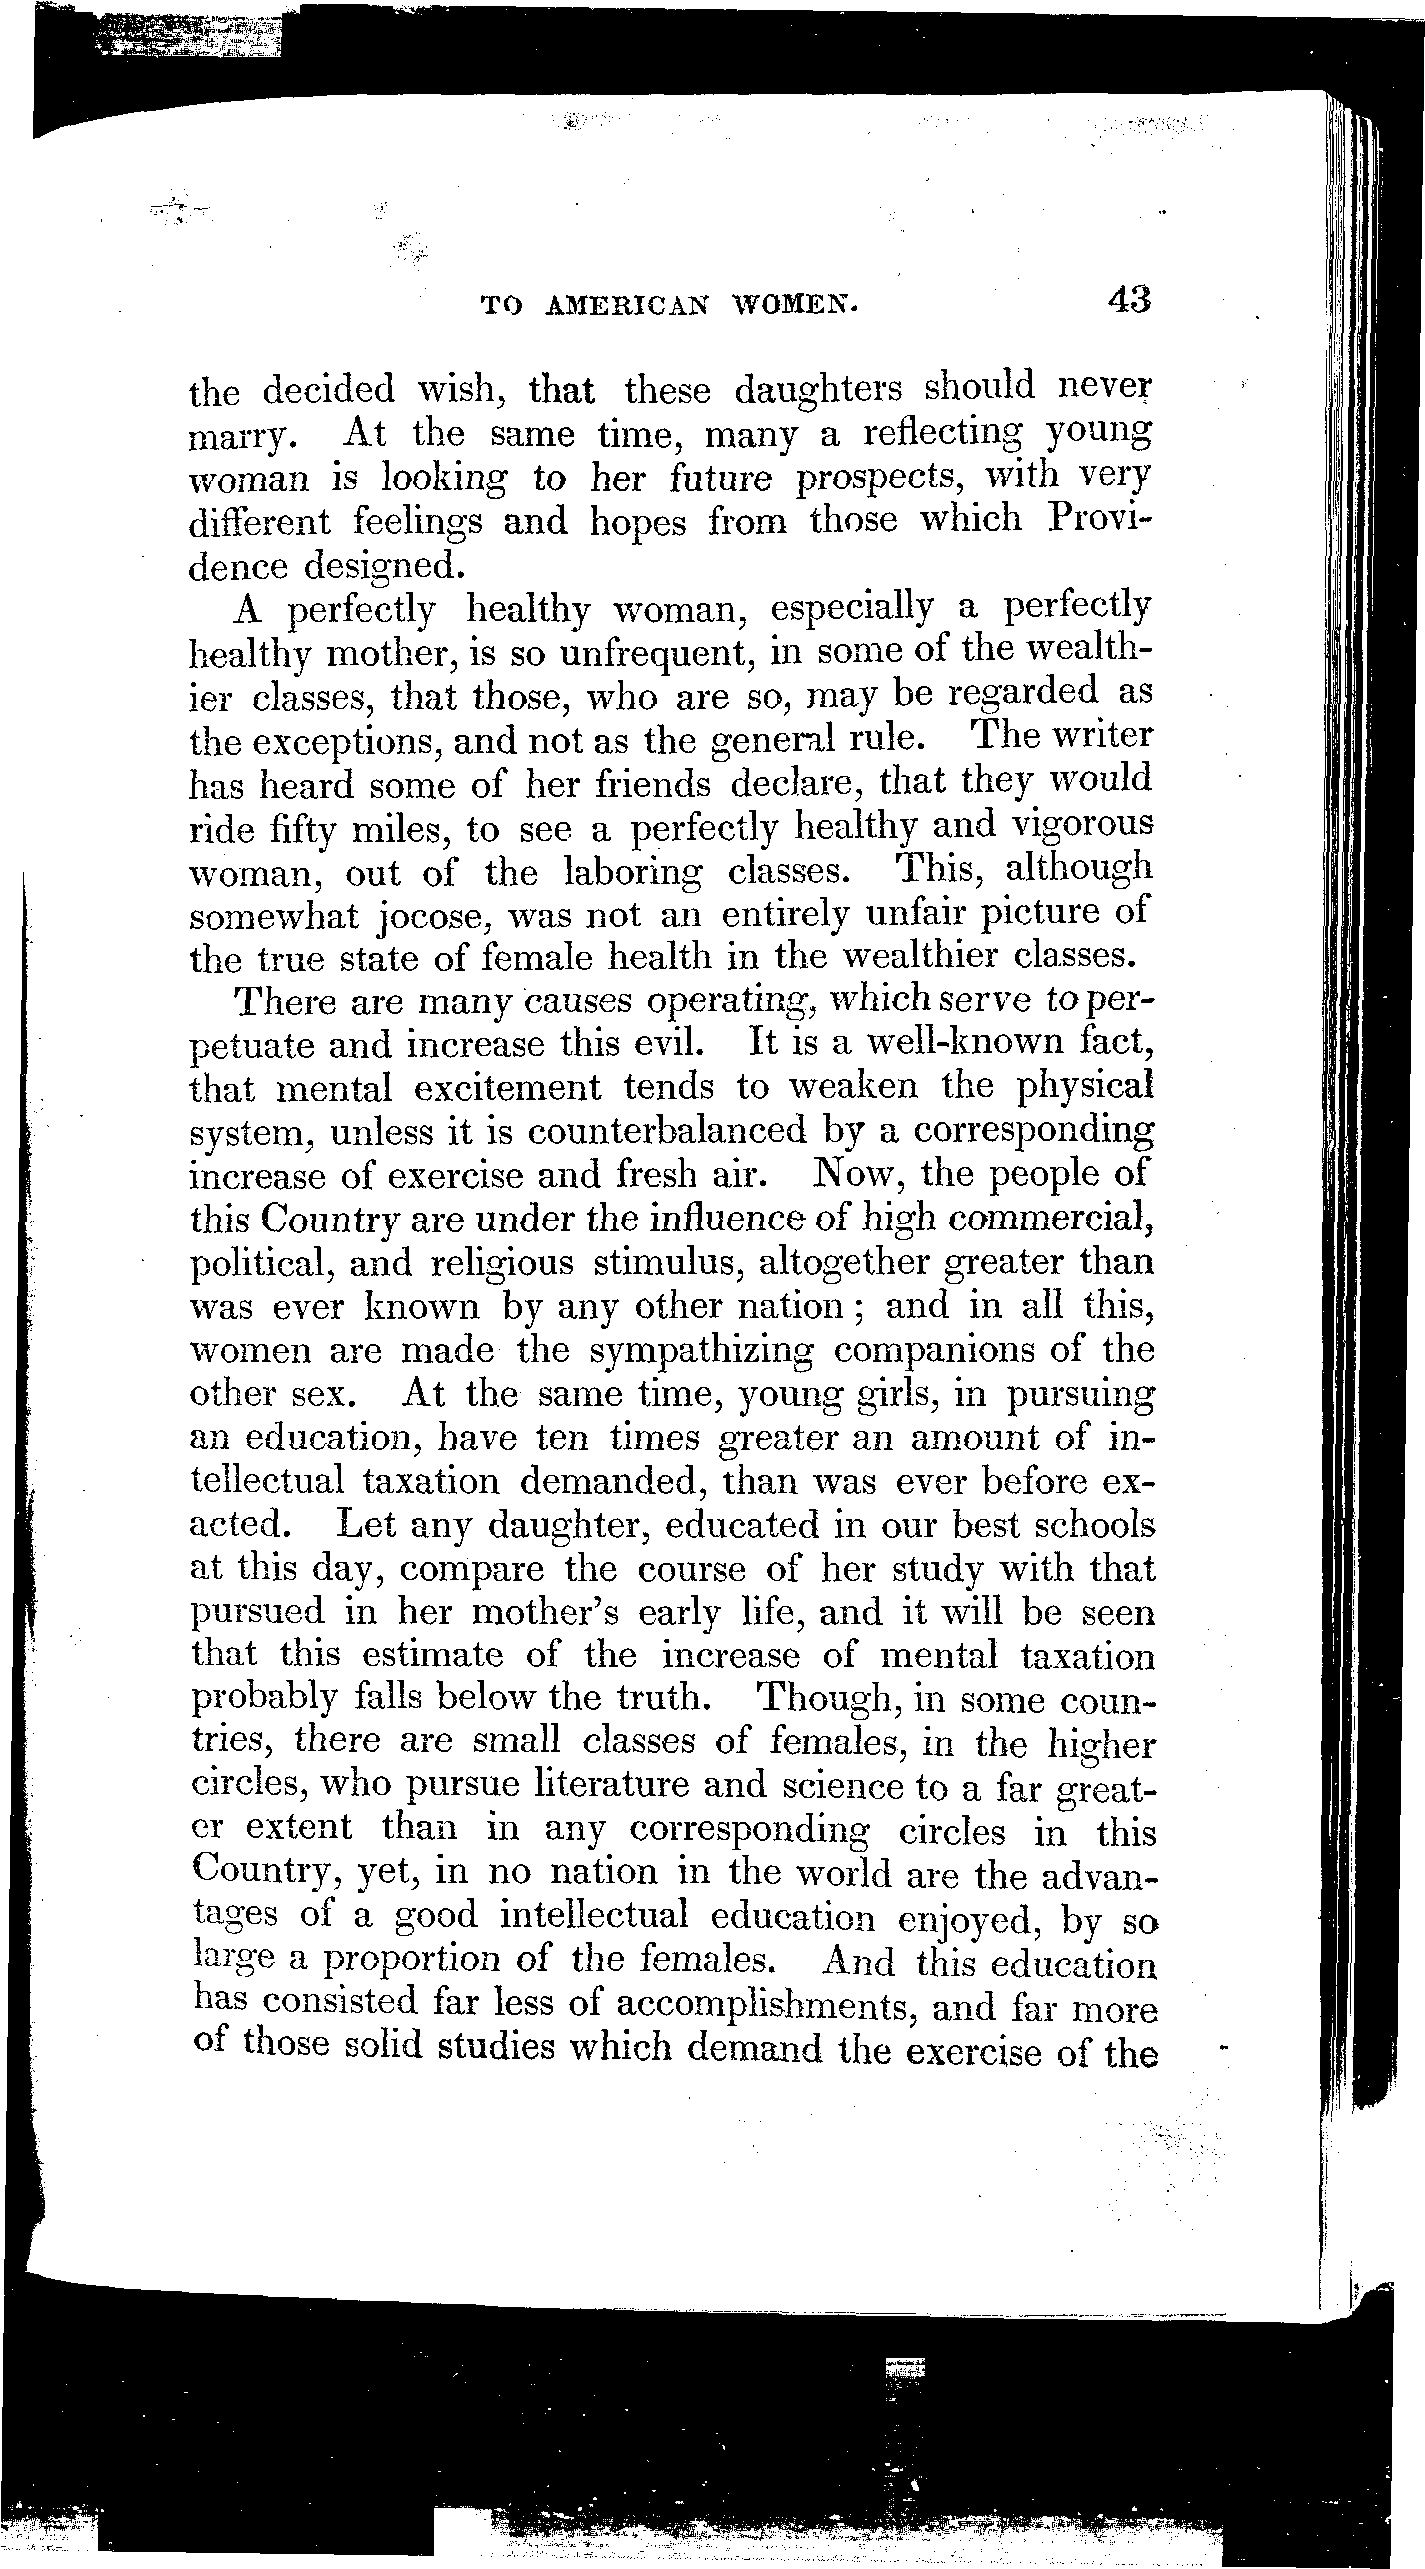 TO AMERICAN WOMEN. 43
the decided wish, that these daughters should never
marry. At the same time, many a reflecting young
woman is looking to her future prospects, with very
different feelings and hopes from those which Provi-
dence designed.
A perfectly healthy woman, especially a perfectly
healthy mother, is so unfrequent, in some of the wealth-
ier classes, that those, who are so, may be regarded as
the exceptions, and not as the general rule. The writer
has heard some of her friends declare, that they would
ride fifty miles, to see a perfectly healthy and vigorous
woman, out of the laboring classes. This, although
somewhat jocose, was not an entirely unfair picture of
the true state of female health in the wealthier classes.
There are many causes operating, which serve to per-
petuate and increase this evil. It is a well-known fact,
that mental excitement tends to weaken the physical
system, unless it is counterbalanced by a corresponding
increase of exercise and fresh air. Now, the people of
this Country are under the influence of high commercial,
political, and religious stimulus, altogether greater than
was ever known by any other nation; and in all this,
women are made the sympathizing companions of the
other sex. At the same time, young girls, in pursuing
an education, have ten times greater an amount of in-
tellectual taxation demanded, than was ever before ex-
acted. Let any daughter, educated in our best schools
at this day, compare the course of her study with that
pursued in her mother's early life, and it will be seen
that this estimate of the increase of mental taxation
probably falls below the truth. Though, in some coun-
tries, there are small classes of females, in the higher
circles, who pursue literature and science to a far great-
er extent than in any corresponding circles in this
Country, yet, in no nation in the world are the advan-
tages of a good intellectual education enjoyed, by so
large a proportion of the females. And this education
has consisted far less of accomplishments, and far more
of those solid studies which demand the exercise of the